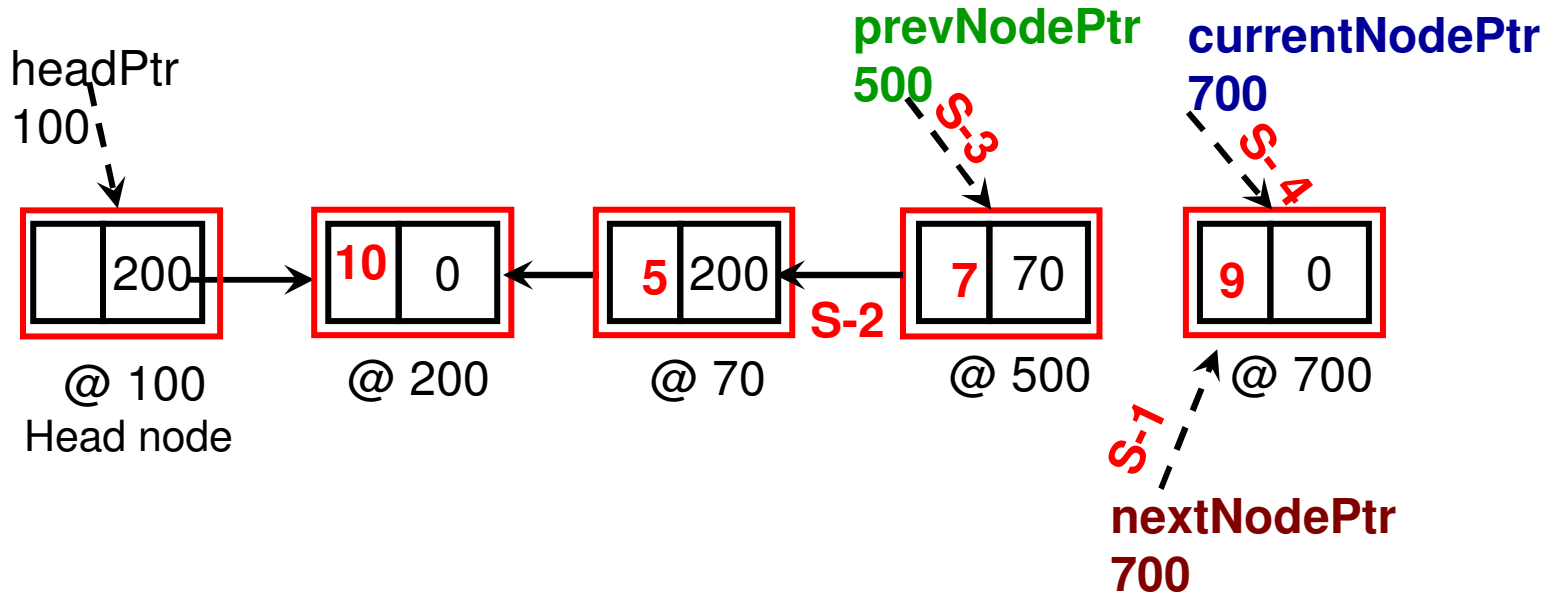 prevNodePtr
500
currentNodePtr
700
headPtr
100
S-3
S- 4
200
10 0
5 200
7 70
9 0
S-2
@ 100
@ 200
@ 70
@ 500
@ 700
Head node
S-1
nextNodePtr
700